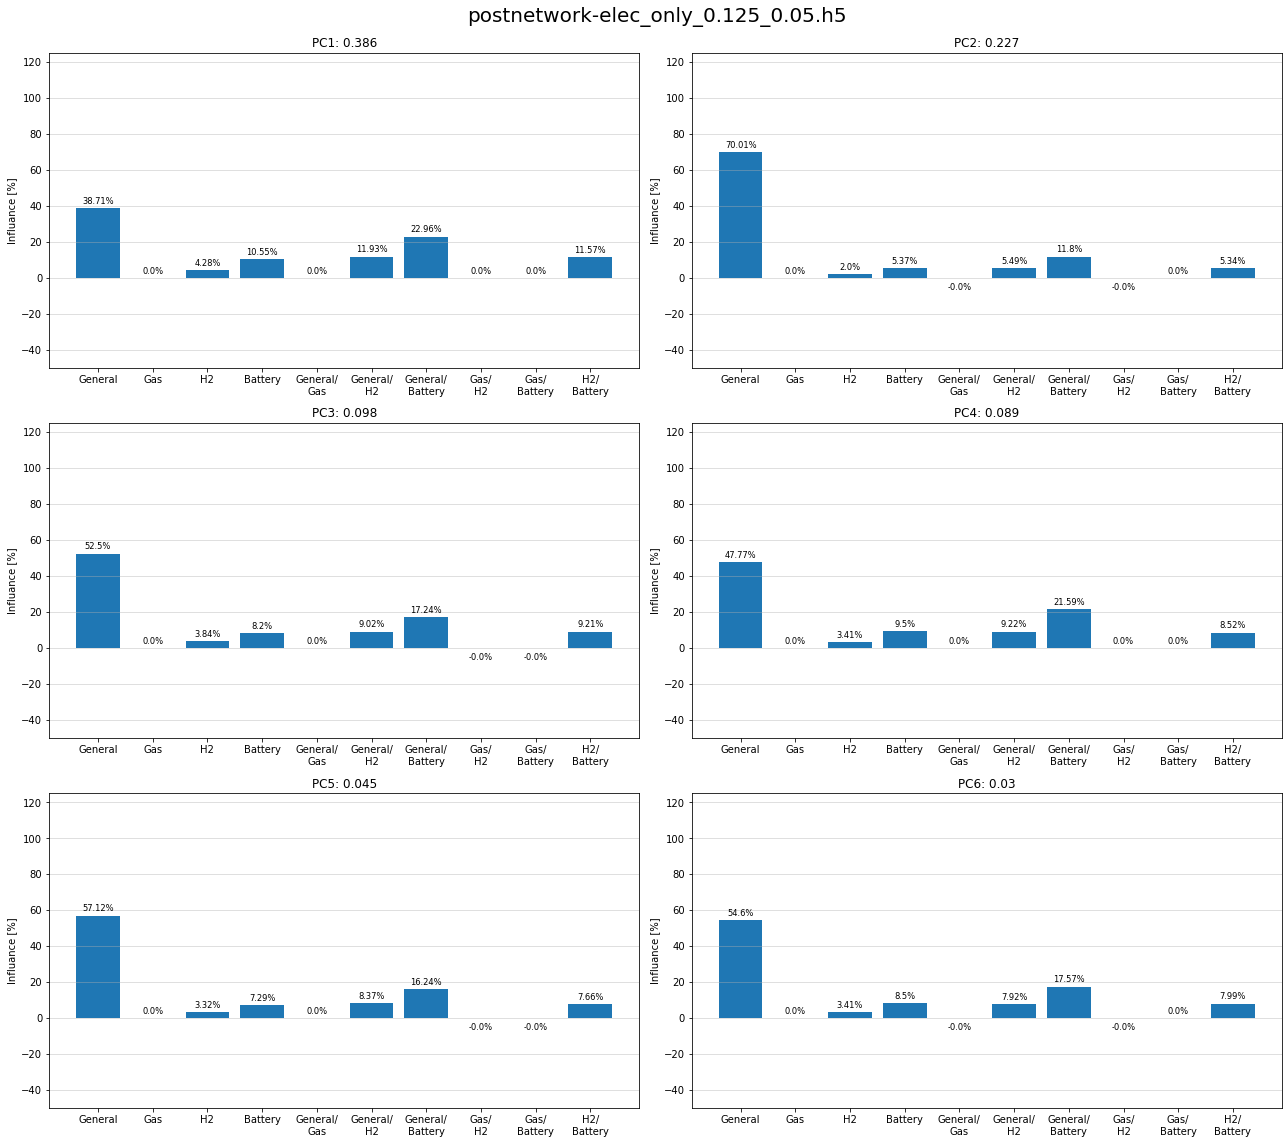 postnetwork-elec_only_0.125_0.05.h5
PC1: 0.386
Influance [%]
120
100
80
60
40
20
0
−20
−40
38.71%
0.0%
4.28%
10.55%
0.0%
11.93%
22.96%
0.0%
0.0%
11.57%
General
Gas
H2
Battery
General/
Gas
General/
H2
General/
Battery
Gas/
H2
Gas/
Battery
H2/
Battery
PC2: 0.227
Influance [%]
120
100
80
60
40
20
0
−20
−40
70.01%
0.0%
2.0%
5.37%
-0.0%
5.49%
11.8%
-0.0%
0.0%
5.34%
General
Gas
H2
Battery
General/
Gas
General/
H2
General/
Battery
Gas/
H2
Gas/
Battery
H2/
Battery
PC3: 0.098
Influance [%]
120
100
80
60
40
20
0
−20
−40
52.5%
0.0%
3.84%
8.2%
0.0%
9.02%
17.24%
-0.0%
-0.0%
9.21%
General
Gas
H2
Battery
General/
Gas
General/
H2
General/
Battery
Gas/
H2
Gas/
Battery
H2/
Battery
PC4: 0.089
Influance [%]
120
100
80
60
40
20
0
−20
−40
47.77%
0.0%
3.41%
9.5%
0.0%
9.22%
21.59%
0.0%
0.0%
8.52%
General
Gas
H2
Battery
General/
Gas
General/
H2
General/
Battery
Gas/
H2
Gas/
Battery
H2/
Battery
PC5: 0.045
Influance [%]
120
100
80
60
40
20
0
−20
−40
57.12%
0.0%
3.32%
7.29%
0.0%
8.37%
16.24%
-0.0%
-0.0%
7.66%
General
Gas
H2
Battery
General/
Gas
General/
H2
General/
Battery
Gas/
H2
Gas/
Battery
H2/
Battery
PC6: 0.03
Influance [%]
120
100
80
60
40
20
0
−20
−40
54.6%
0.0%
3.41%
8.5%
-0.0%
7.92%
17.57%
-0.0%
0.0%
7.99%
General
Gas
H2
Battery
General/
Gas
General/
H2
General/
Battery
Gas/
H2
Gas/
Battery
H2/
Battery